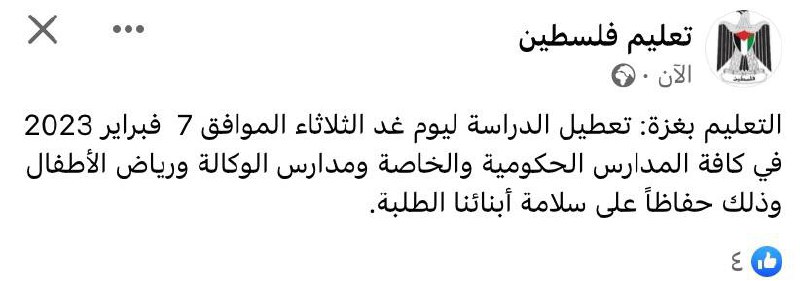 تعليم فلسطين
الآن ·
التعليم بغزة: تعطيل الدراسة ليوم غد الثلاثاء الموافق 7 فبراير 2023
في كافة المدارس الحكومية والخاصة ومدارس الوكالة ورياض الأطفال
وذلك حفاظاً على سلامة أبنائنا الطلبة.
٤